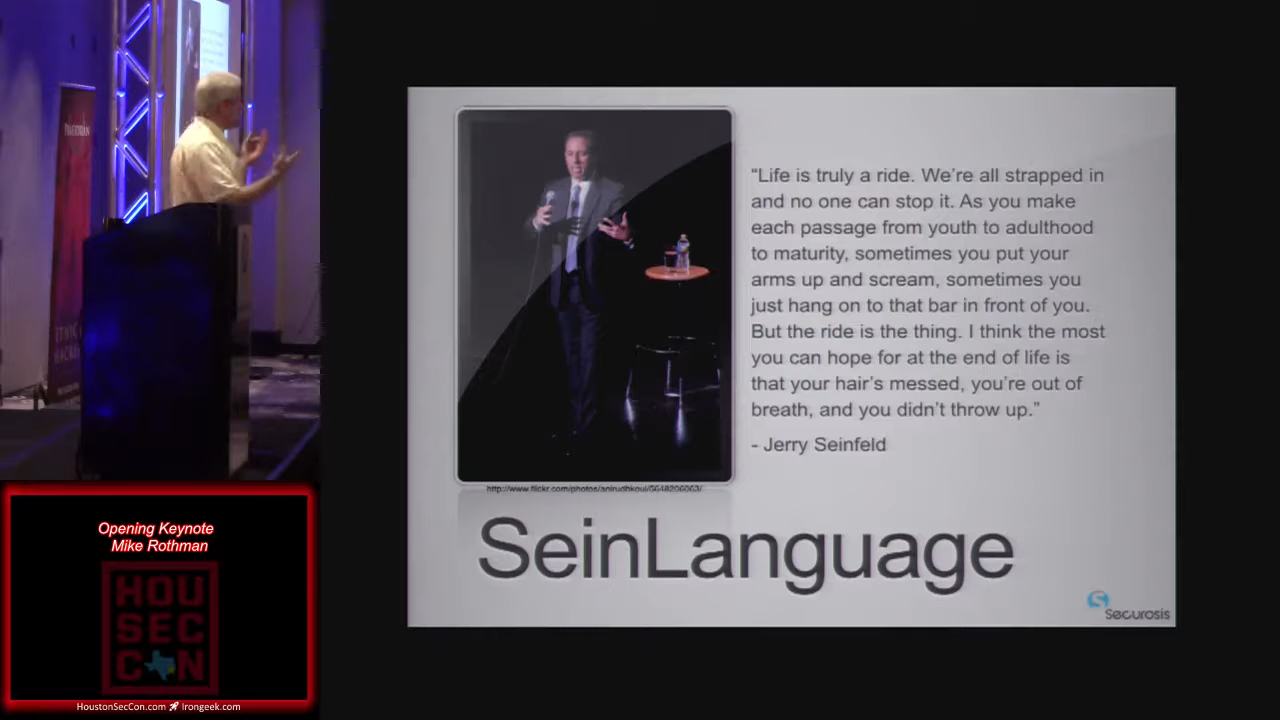 “Life is truly a ride. We’re all strapped in
and no one can stop it. As you make
each passage from youth to adulthood
to maturity, sometimes you put your
arms up and scream, sometimes you
just hang on to that bar in front of you.
But the ride is the thing. I think the most
you can hope for at the end of life is
that your hair’s messed, you’re out of
breath, and you didn’t throw up.”
- Jerry Seinfeld
SeinLanguage
Securosis
Opening Keynote
Mike Rothman
HOU
SEC
CON
HoustonSecCon.com Irongeek.com